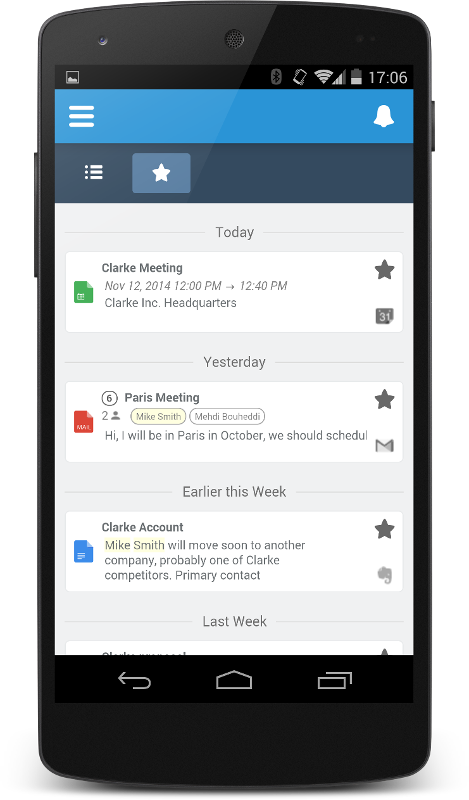 17:06
Today
Clarke Meeting
Nov 12, 2014 12:00 PM → 12:40 PM
Clarke Inc. Headquarters
31
Yesterday
6 Paris Meeting
2 Mike Smith Mehdi Bouheddi
MAIL
Hi, I will be in Paris in October, we should schedul
Earlier this Week
Clarke Account
Mike Smith will move soon to another
company, probably one of Clarke
competitors. Primary contact
Last Week
Clarke proposal